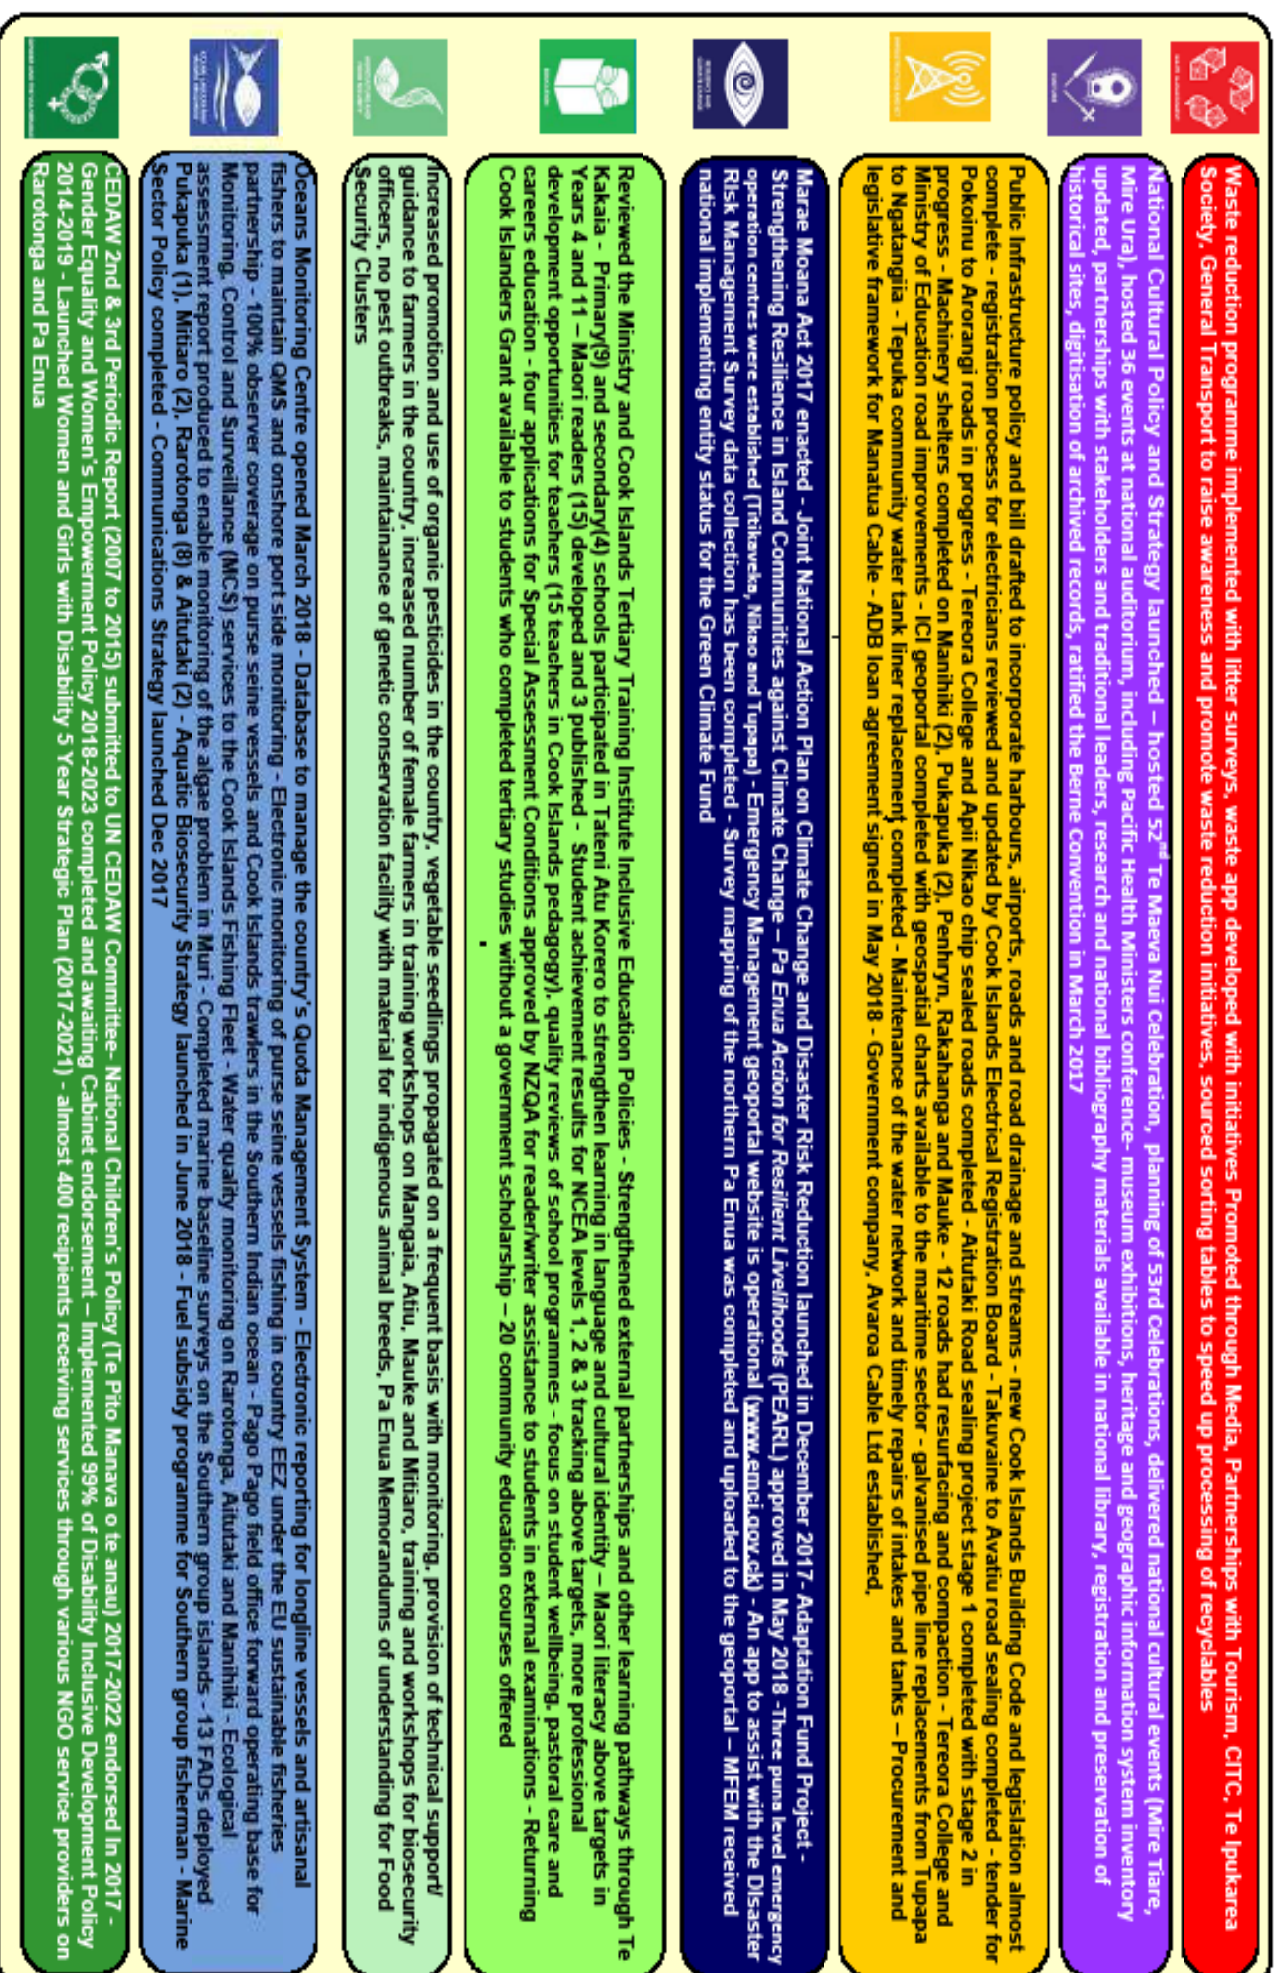 WASTE MANAGEMENT
Waste reduction programme implemented with litter surveys, waste app developed with initiatives Promoted through Media, Partnerships with Tourism, CITC, Te Ipukarea
Society, General Transport to raise awareness and promote waste reduction initiatives, sourced sorting tables to speed up processing of recyclables
CULTURE
National Cultural Policy and Strategy launched – hosted 52nd Te Maeva Nui Celebration, planning of 53rd Celebrations, delivered national cultural events (Mire Tiare,
Mire Ura), hosted 36 events at national auditorium, including Pacific Health Ministers conference- museum exhibitions, heritage and geographic information system inventory
updated, partnerships with stakeholders and traditional leaders, research and national bibliography materials available in national library, registration and preservation of
historical sites, digitisation of archived records, ratified the Berne Convention in March 2017
Public Infrastructure policy and bill drafted to incorporate harbours, airports, roads and road drainage and streams - new Cook Islands Building Code and legislation almost
complete - registration process for electricians reviewed and updated by Cook Islands Electrical Registration Board - Takuvaine to Avatiu road sealing completed - tender for
Pokoinu to Arorangi roads in progress - Tereora College and Apii Nikao chip sealed roads completed - Aitutaki Road sealing project stage 1 completed with stage 2 in
progress - Machinery shelters completed on Manihiki (2), Pukapuka (2), Penhryn, Rakahanga and Mauke - 12 roads had resurfacing and compaction - Tereora College and
Ministry of Education road improvements - ICI geoportal completed with geospatial charts available to the maritime sector - galvanised pipe line replacements from Tupapa
to Ngatangiia - Tepuka community water tank liner replacement completed - Maintenance of the water network and timely repairs of intakes and tanks – Procurement and
legislative framework for Manatua Cable - ADB loan agreement signed in May 2018 - Government company, Avaroa Cable Ltd established,
Marae Moana Act 2017 enacted - Joint National Action Plan on Climate Change and Disaster Risk Reduction launched in December 2017- Adaptation Fund Project -
Strengthening Resilience in Island Communities against Climate Change – Pa Enua Action for Resilient Livelihoods (PEARL) approved in May 2018 -Three puna level emergency
operation centres were established (Titikaveka, Nikao and Tupapa) - Emergency Management geoportal website is operational (www.emci.gov.ck) - An app to assist with the Disaster
Risk Management Survey data collection has been completed - Survey mapping of the northern Pa Enua was completed and uploaded to the geoportal – MFEM received
national implementing entity status for the Green Climate Fund
EDUCATION
Reviewed the Ministry and Cook Islands Tertiary Training Institute Inclusive Education Policies - Strengthened external partnerships and other learning pathways through Te
Kakaia - Primary(9) and secondary(4) schools participated in Tateni Atu Korero to strengthen learning in language and cultural identity – Maori literacy above targets in
Years 4 and 11 – Maori readers (15) developed and 3 published - Student achievement results for NCEA levels 1, 2 & 3 tracking above targets, more professional
development opportunities for teachers (15 teachers in Cook Islands pedagogy), quality reviews of school programmes - focus on student wellbeing, pastoral care and
careers education - four applications for Special Assessment Conditions approved by NZQA for reader/writer assistance to students in external examinations - Returning
Cook Islanders Grant available to students who completed tertiary studies without a government scholarship – 20 community education courses offered
Increased promotion and use of organic pesticides in the country, vegetable seedlings propagated on a frequent basis with monitoring, provision of technical support/
guidance to farmers in the country, increased number of female farmers in training workshops on Mangaia, Atiu, Mauke and Mitiaro, training and workshops for biosecurity
officers, no pest outbreaks, maintainance of genetic conservation facility with material for indigenous animal breeds, Pa Enua Memorandums of understanding for Food
Security Clusters
Oceans Monitoring Centre opened March 2018 - Database to manage the country's Quota Management System - Electronic reporting for longline vessels and artisanal
fishers to maintain QMS and onshore port side monitoring - Electronic monitoring of purse seine vessels fishing in country EEZ under the EU sustainable fisheries
partnership - 100% observer coverage on purse seine vessels and Cook Islands trawlers in the Southern Indian ocean - Pago Pago field office forward operating base for
Monitoring, Control and Surveillance (MCS) services to the Cook Islands Fishing Fleet - Water quality monitoring on Rarotonga, Aitutaki and Manihiki - Ecological
assessment report produced to enable monitoring of the algae problem in Muri - Completed marine baseline surveys on the Southern group islands - 13 FADs deployed
Pukapuka (1), Mitiaro (2), Rarotonga (8) & Aitutaki (2) - Aquatic Biosecurity Strategy launched in June 2018 - Fuel subsidy programme for Southern group fisherman - Marine
Sector Policy completed - Communications Strategy launched Dec 2017
CEDAW 2nd & 3rd Periodic Report (2007 to 2015) submitted to UN CEDAW Committee- National Children's Policy (Te Pito Manava o te anau) 2017-2022 endorsed In 2017 -
Gender Equality and Women's Empowerment Policy 2018-2023 completed and awaiting Cabinet endorsement – Implemented 99% of Disability Inclusive Development Policy
2014-2019 - Launched Women and Girls with Disability 5 Year Strategic Plan (2017-2021) - almost 400 recipients receiving services through various NGO service providers on
Rarotonga and Pa Enua